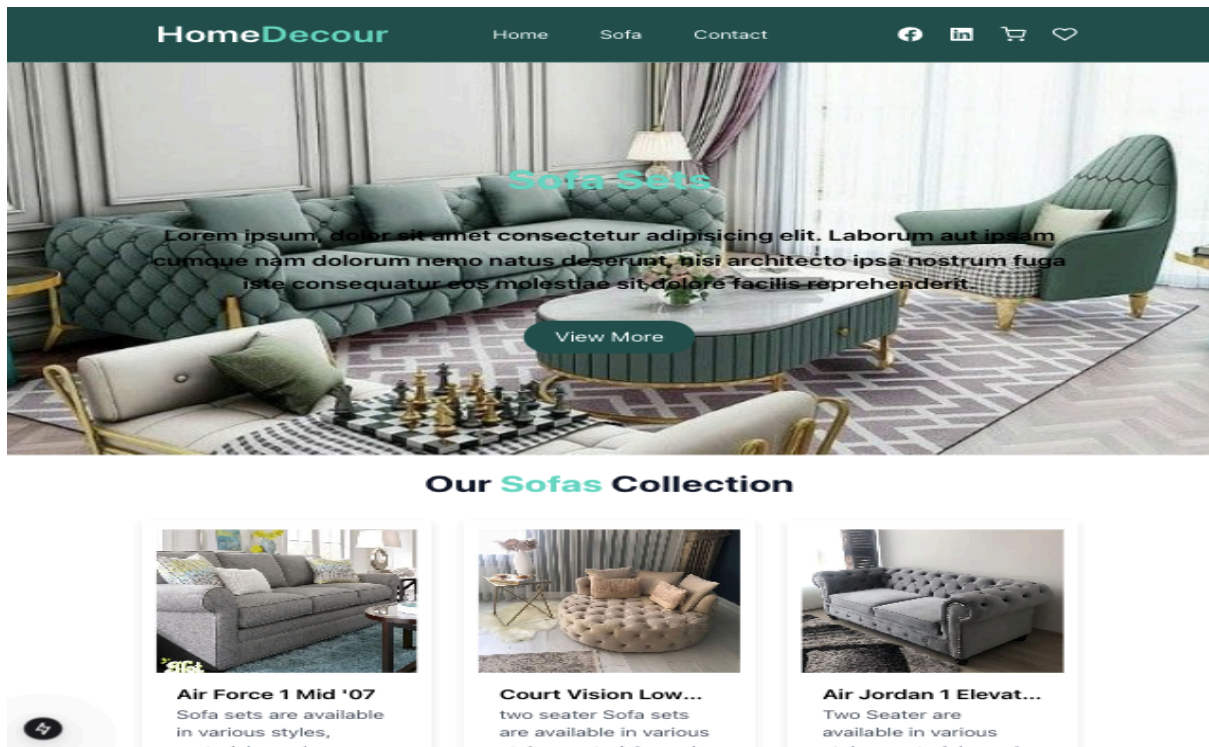 HomeDecour
Home Sofa Contact
Sofa Sets
Lorem ipsum, dolor sit amet consectetur adipisicing elit. Laborum aut ipsam
cumque nam dolorum nemo natus deserunt, nisi architecto ipsa nostrum fuga
iste consequatur eos molestiae sit,dolore facilis reprehenderit.
View More
Our Sofas Collection
Air Force 1 Mid '07
Sofa sets are available
in various styles,
Court Vision Low...
two seater Sofa sets
are available in various
Air Jordan 1 Elevat...
Two Seater are
available in various